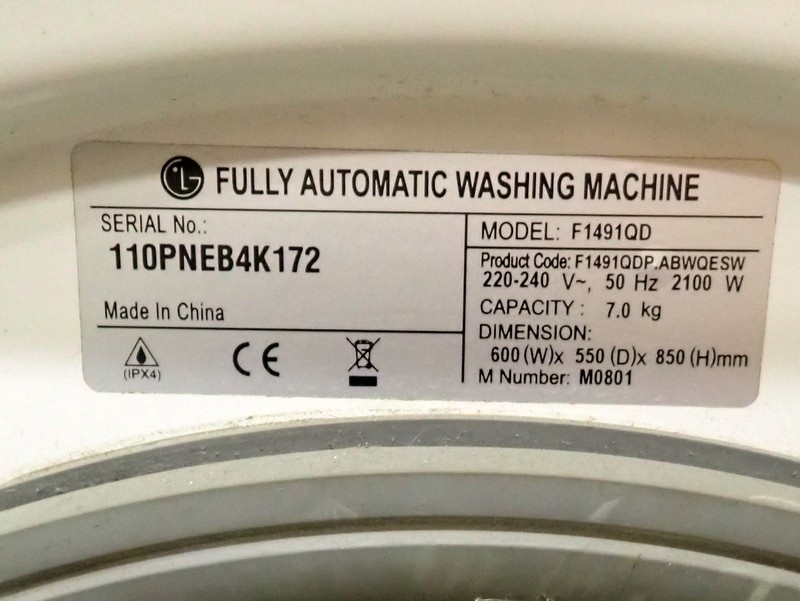 LG FULLY AUTOMATIC WASHING MACHINE
SERIAL No.:
110PNEB4K172
Made In China
(IPX4)
CE
MODEL: F1491QD
Product Code: F1491QDP.ABWQESW
220-240 V~, 50 Hz 2100 W
CAPACITY : 7.0 kg
DIMENSION:
600 (W)x 550 (D)x 850 (H)mm
M Number: M0801